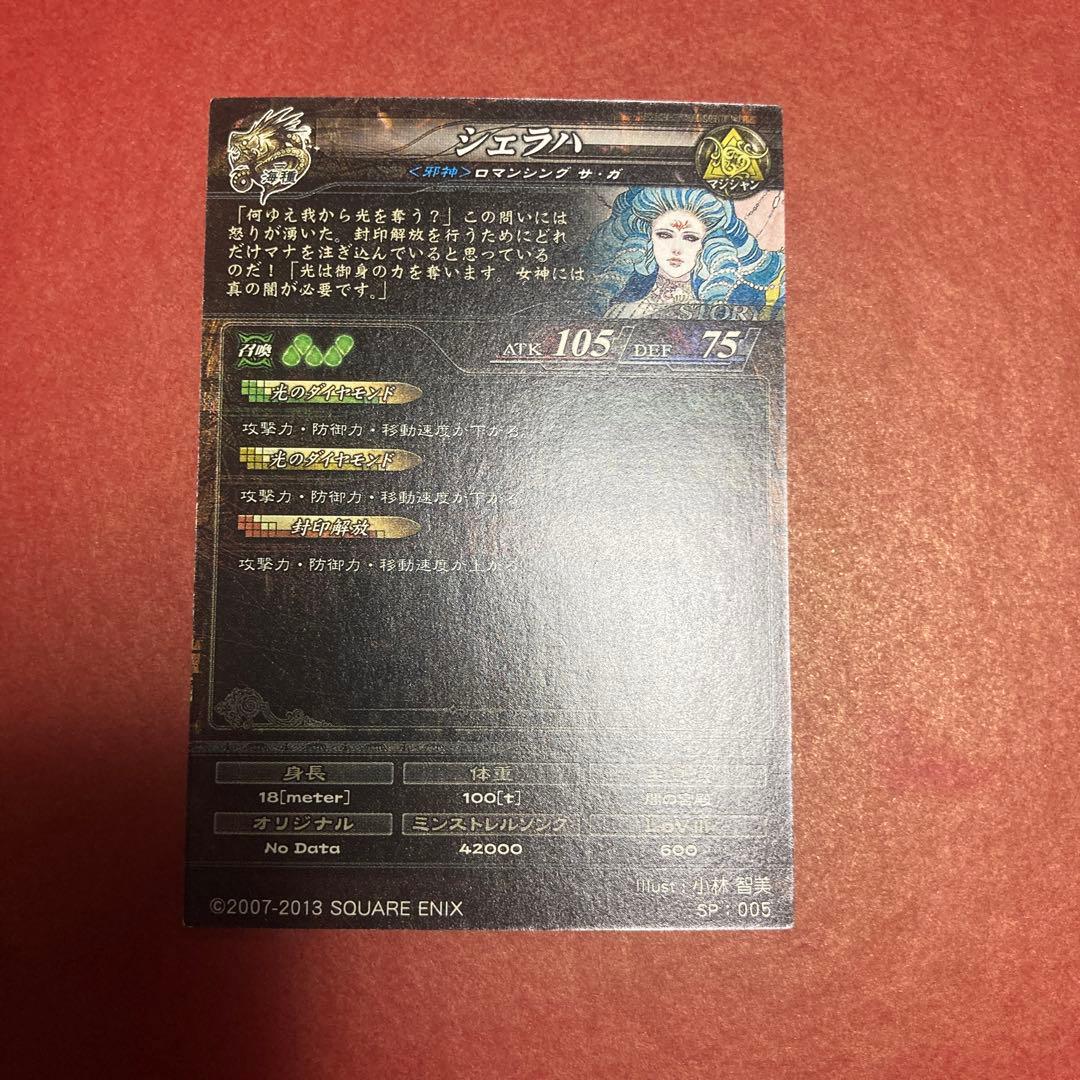 シェラハ
海種
<邪神>ロマンシング サ・ガ
マジシャン
「何ゆえ我から光を奪う？」この問いには
怒りが湧いた。封印解放を行うためにどれ
だけマナを注ぎ込んでいると思っている
のだ！「光は御身の力を奪います。女神には
真の闇が必要です。」
STORY
召喚
ATK 105
DEF 75
光のダイヤモンド
攻撃力・防御力・移動速度が下がる。
光のダイヤモンド
攻撃力・防御力・移動速度が下がる。
封印解放
攻撃力・防御力・移動速度が上がる。
身長 体重
18[meter] 100[t] 闇の宮殿
オリジナル ミンストレルソング LoVⅢ
No Data 42000 600
Illust：小林 智美
©2007-2013 SQUARE ENIX
SP：005